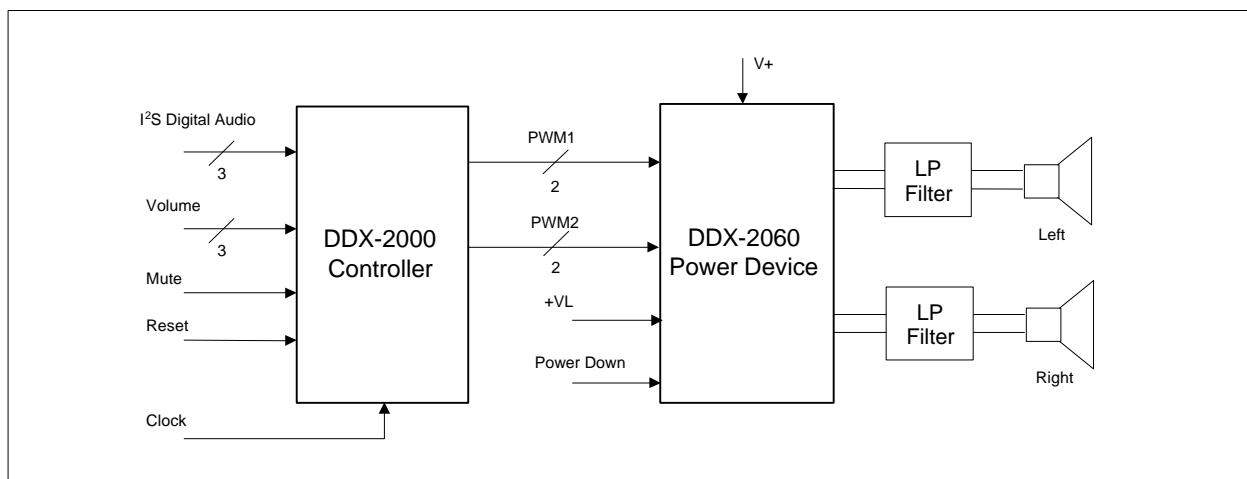 V+
I²S Digital Audio
3
Volume
3
Mute
Reset
Clock
DDX-2000
Controller
PWM1
2
PWM2
2
+VL
Power Down
DDX-2060
Power Device
LP
Filter
Left
LP
Filter
Right